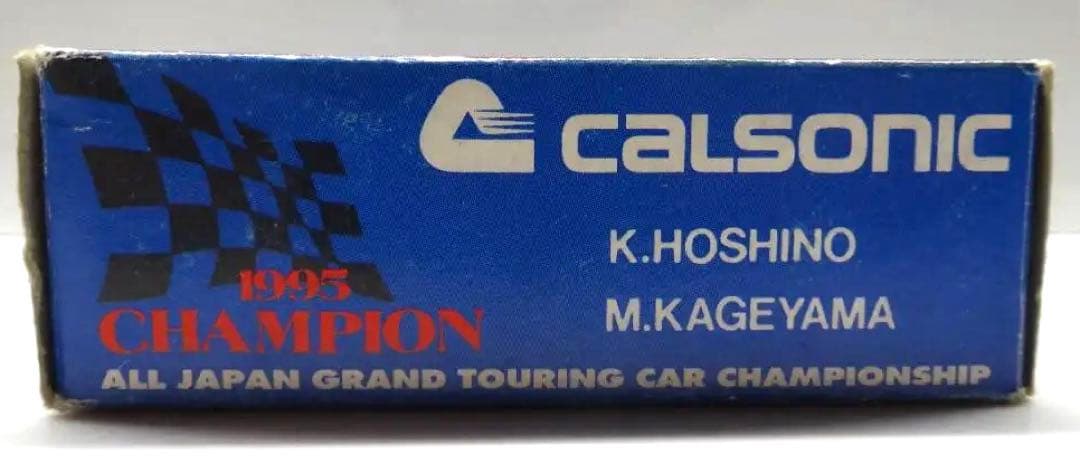 CALSONIC
K.HOSHINO
M.KAGEYAMA
1995
CHAMPION
ALL JAPAN GRAND TOURING CAR CHAMPIONSHIP